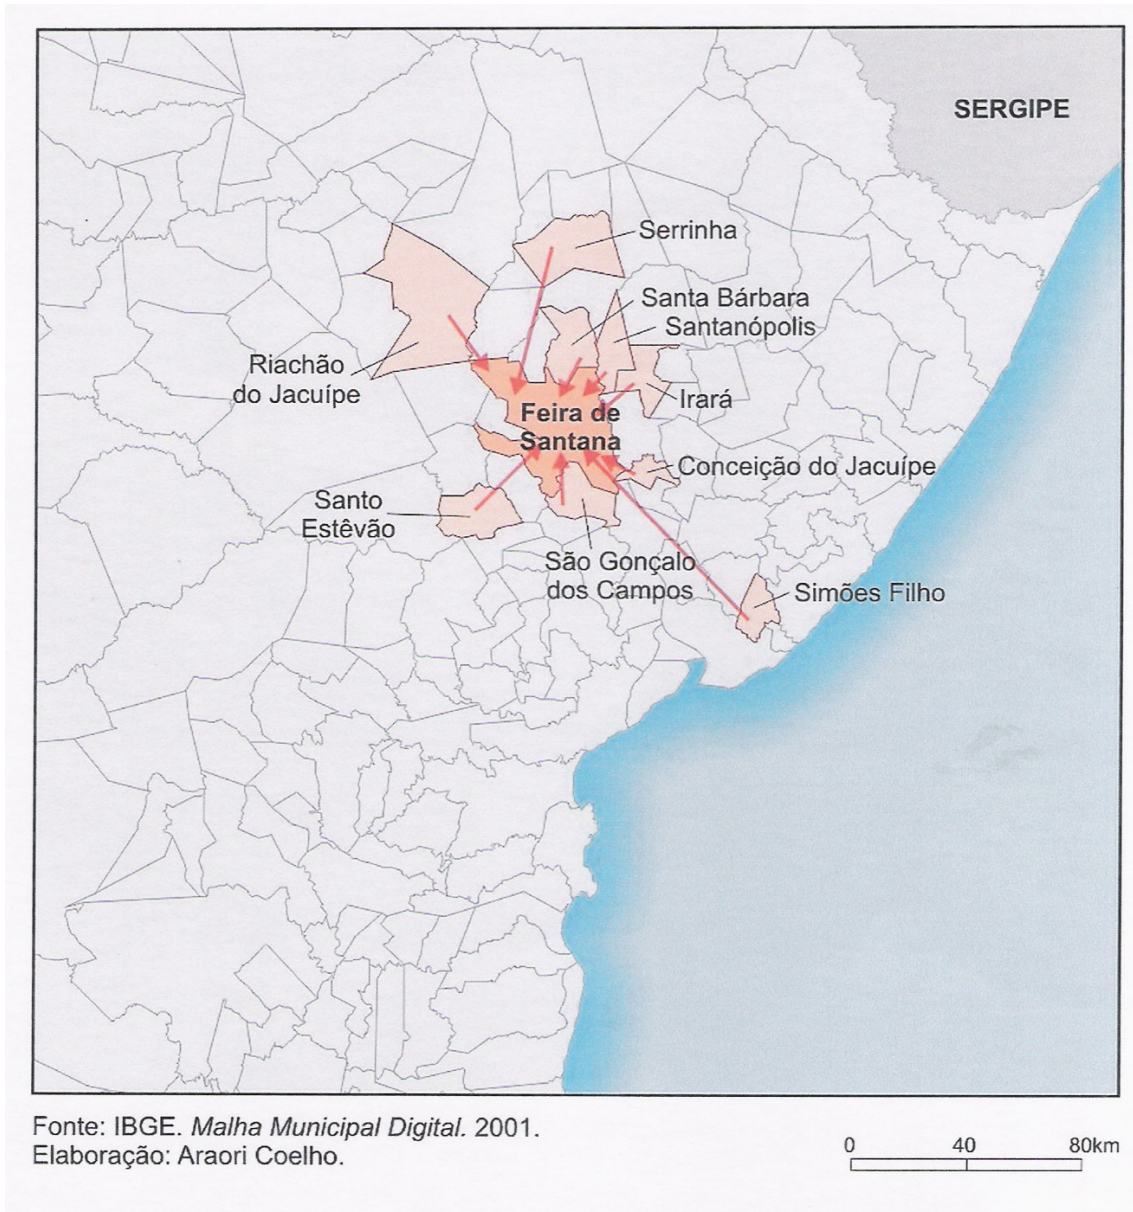 SERGIPE
Serrinha
Santa Bárbara
Santanópolis
Riachão
do Jacuípe
Irará
Feira de
Santana
Conceição do Jacuípe
Santo
Estêvão
São Gonçalo
dos Campos
Simões Filho
Fonte: IBGE. Malha Municipal Digital. 2001.
Elaboração: Araori Coelho.
0 40 80km